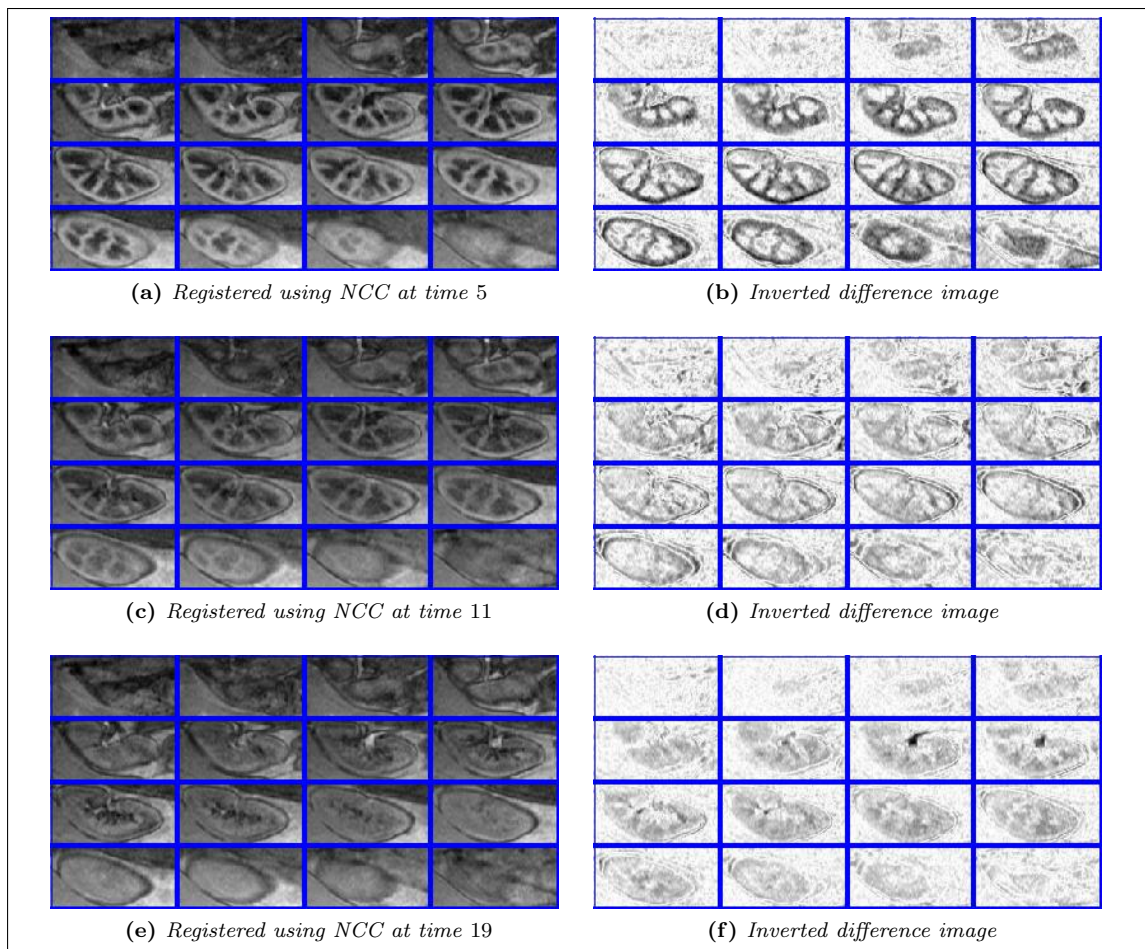 (a) Registered using NCC at time 5
(b) Inverted difference image
(c) Registered using NCC at time 11
(d) Inverted difference image
(e) Registered using NCC at time 19
(f) Inverted difference image